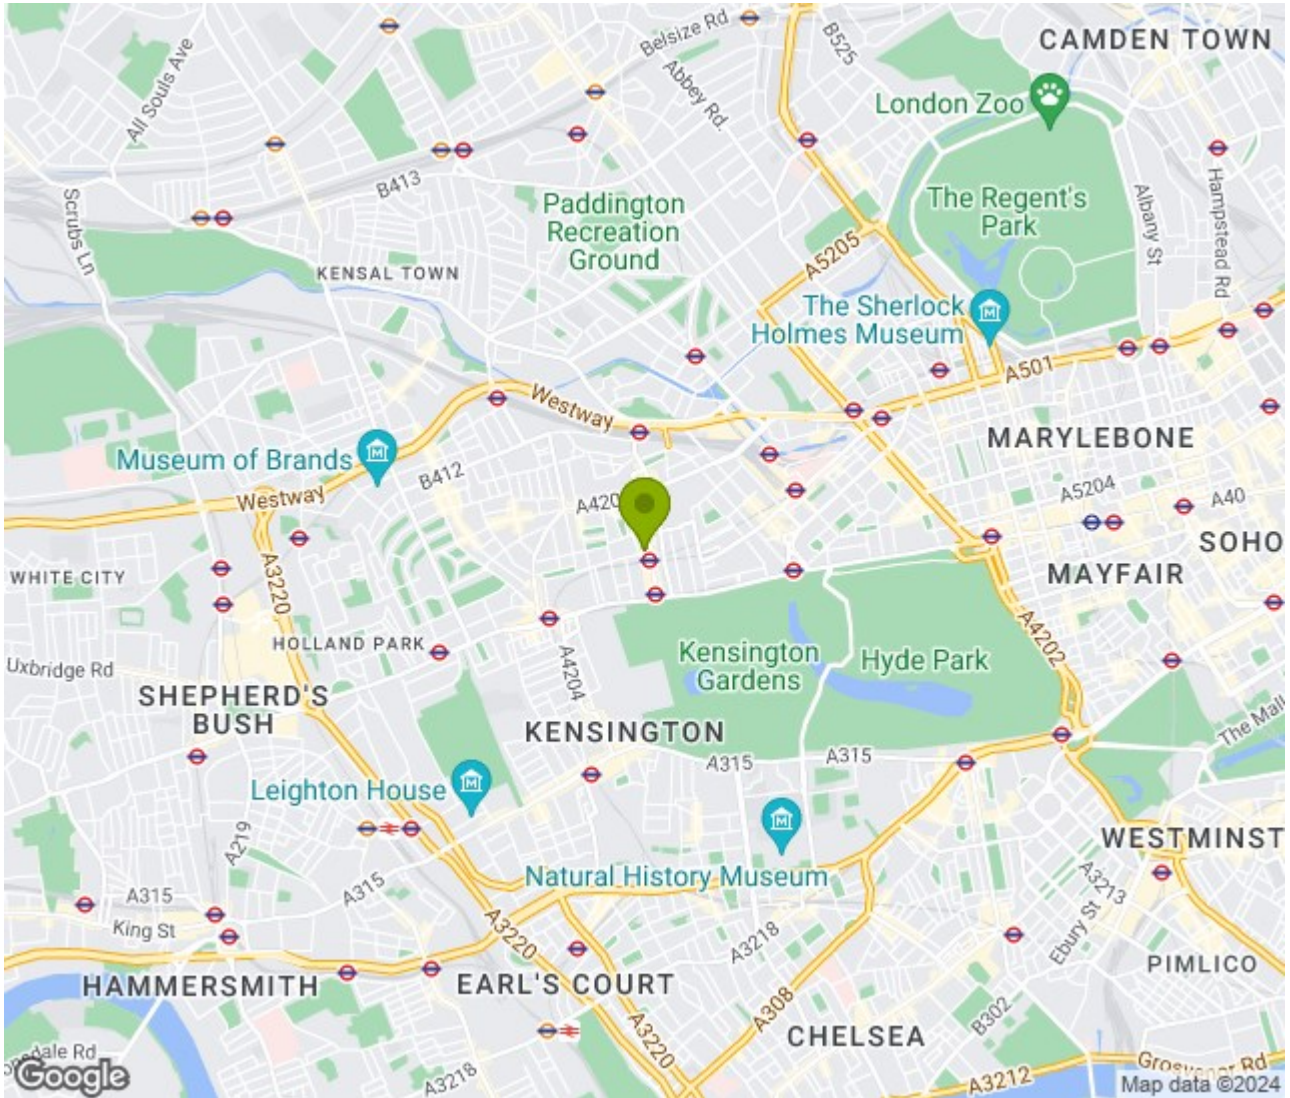 Belsize Rd
B525
CAMDEN TOWN
All Souls Ave
Abbey Rd.
London Zoo
B413
Scrubs Ln
Paddington
Recreation
Ground
The Regent's
Park
Albany St
Hampstead Rd
KENSAL TOWN
A5205
The Sherlock
Holmes Museum
A501
Westway
MARYLEBONE
Museum of Brands
B412
Westway
A420
A5204
A40
SOHO
WHITE CITY
A3220
MAYFAIR
HOLLAND PARK
Uxbridge Rd
A4204
Kensington
Gardens
Hyde Park
A4202
SHEPHERD'S
BUSH
KENSINGTON
The Mall
A315
A315
Leighton House
A219
WESTMINST
Natural History Museum
A315
A315
King St
A3220
A3218
A3213
Ebury St
HAMMERSMITH
EARL'S COURT
PIMLICO
A308
CHELSEA
B302
A3220
onsdale Rd
Google
A3218
A3212
Grosvenor Rd
Map data ©2024